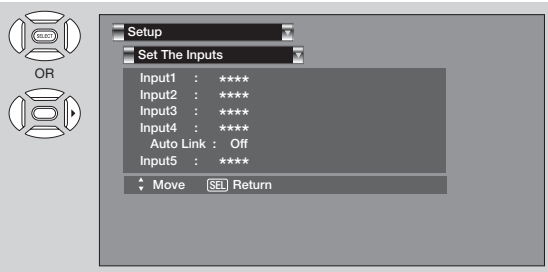 SELECT
OR
Setup
Set The Inputs
Input1 : ****
Input2 : ****
Input3 : ****
Input4 : ****
Auto Link : Off
Input5 : ****
Move SEL Return